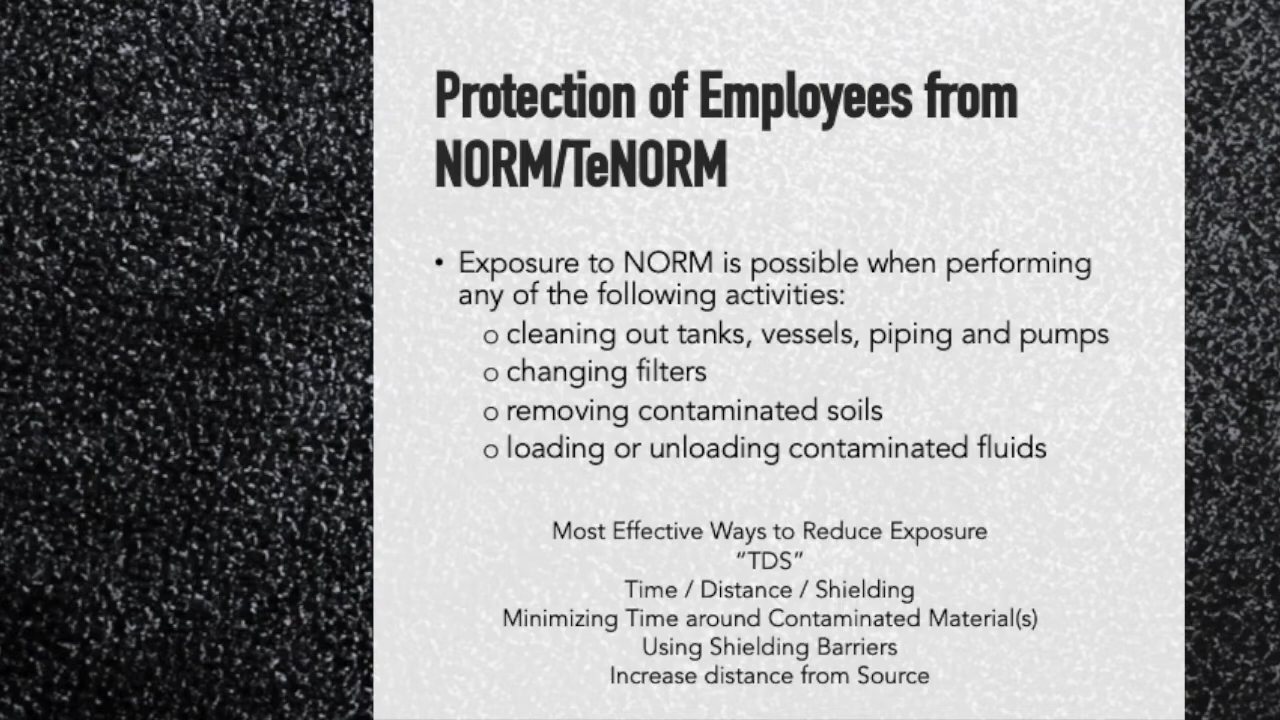 Protection of Employees from
NORM/TeNORM
• Exposure to NORM is possible when performing
any of the following activities:
o cleaning out tanks, vessels, piping and pumps
o changing filters
o removing contaminated soils
o loading or unloading contaminated fluids
Most Effective Ways to Reduce Exposure
“TDS”
Time / Distance / Shielding
Minimizing Time around Contaminated Material(s)
Using Shielding Barriers
Increase distance from Source